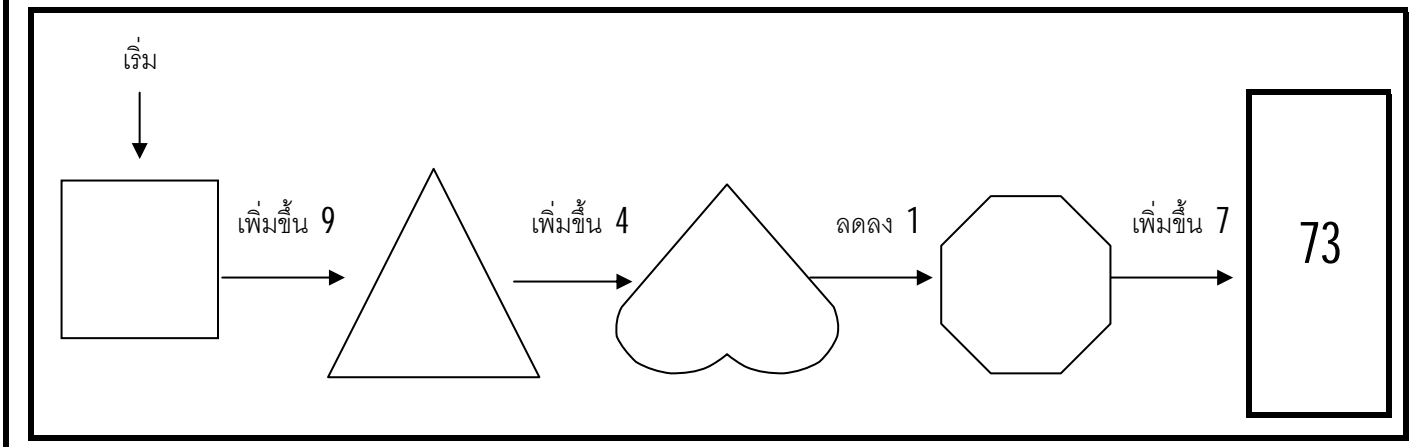 เริ่ม
เพิ่มขึ้น 9
เพิ่มขึ้น 4
ลดลง 1
เพิ่มขึ้น 7
73